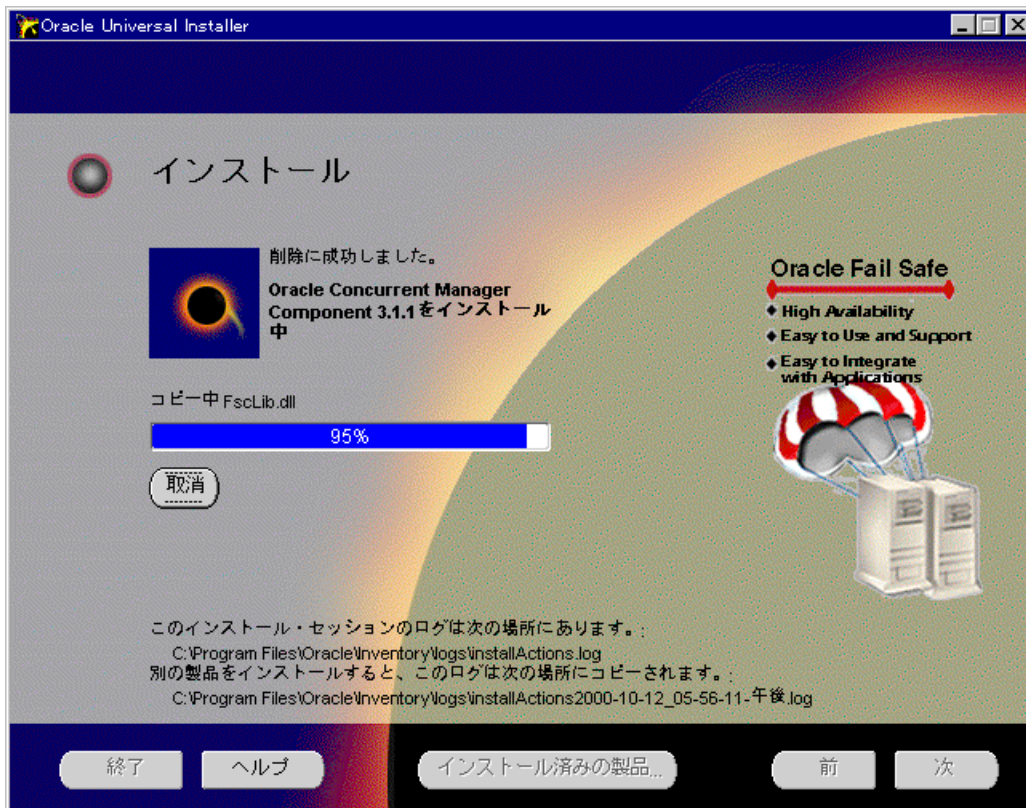 Oracle Universal Installer
インストール
削除に成功しました。
Oracle Concurrent Manager
Component 3.1.1をインストール
中
Oracle Fail Safe
High Availability
Easy to Use and Support
Easy to Integrate
with Applications
コピー中 FscLib.dll
95%
取消
このインストール・セッションのログは次の場所にあります。:
C:\Program Files\Oracle\Inventory\logs\installActions.log
別の製品をインストールすると、このログは次の場所にコピーされます。:
C:\Program Files\Oracle\Inventory\logs\installActions2000-10-12_05-56-11-午後.log
終了 ヘルプ インストール済みの製品... 前 次